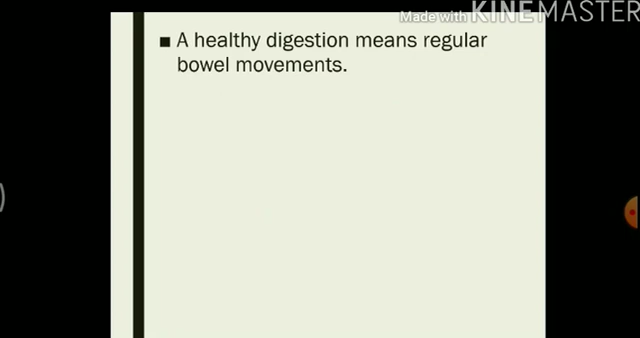 Made with KINEMASTER
■ A healthy digestion means regular
bowel movements.